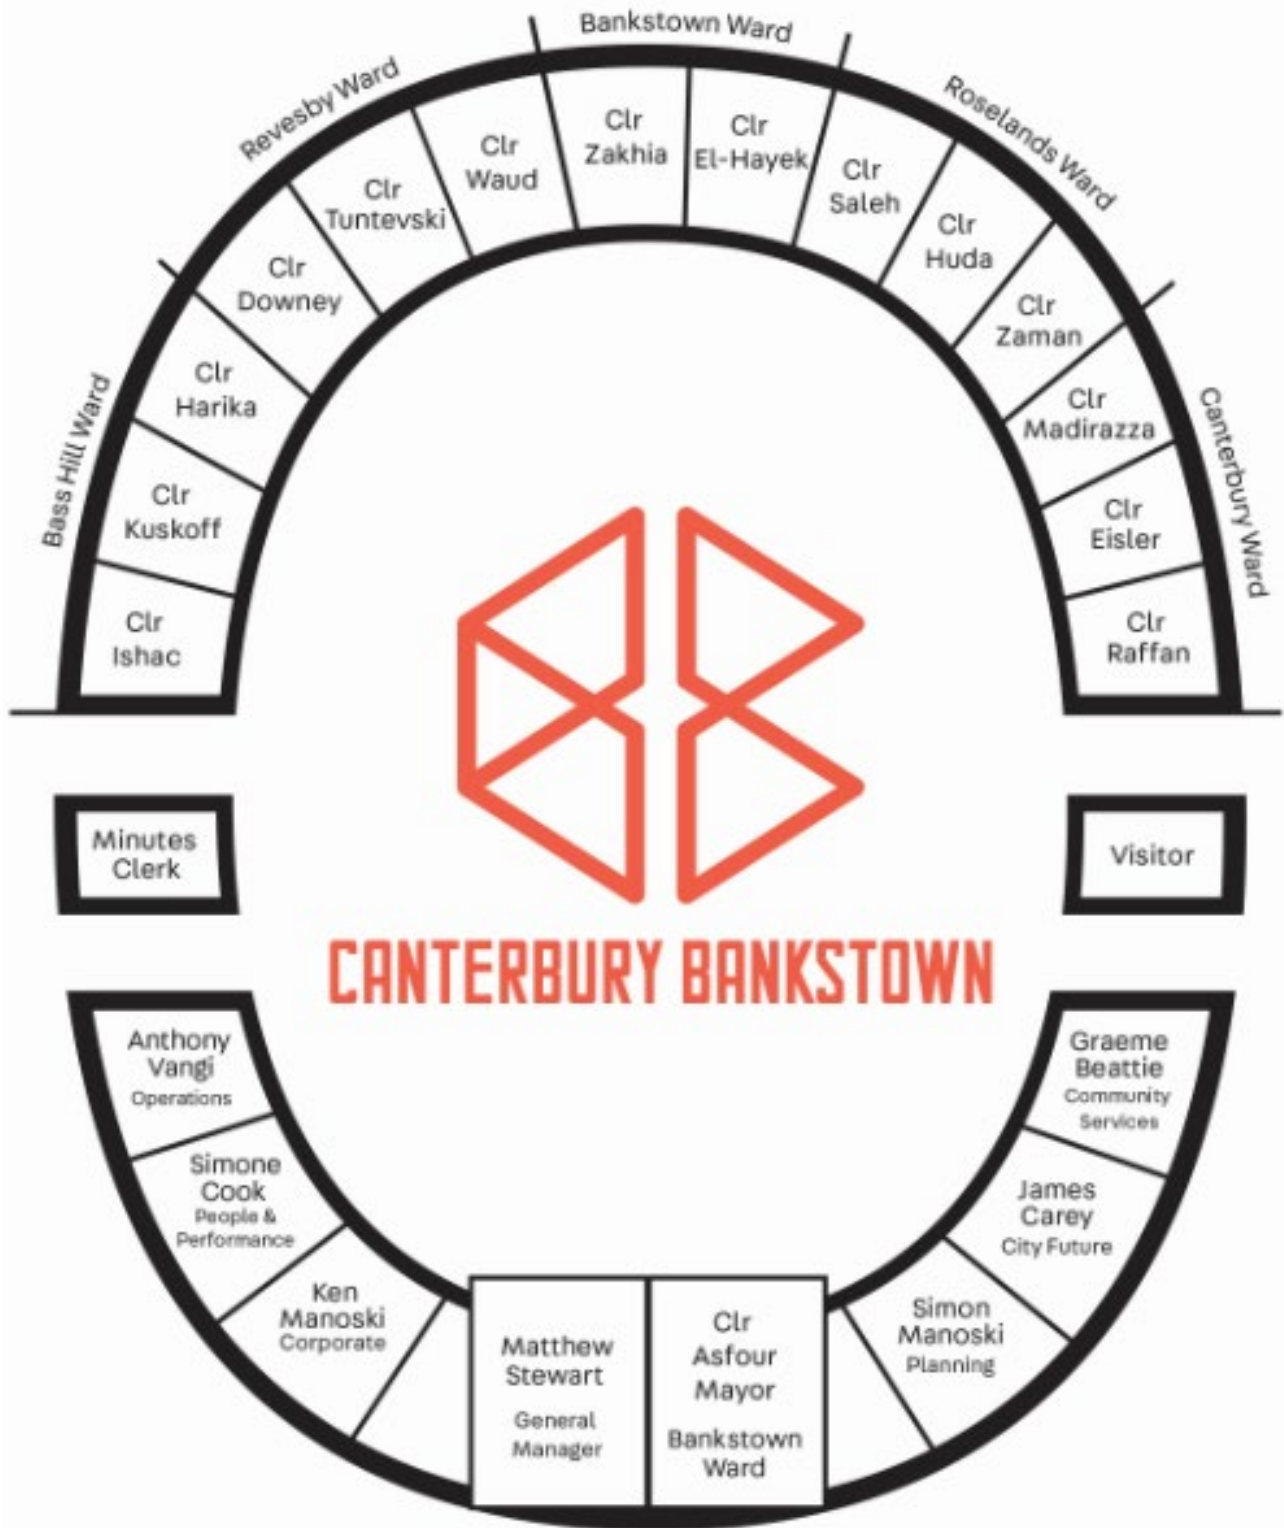 Bankstown Ward
Revesby Ward
Roselands Ward
Bass Hill Ward
Canterbury Ward
Clr
Ishac
Clr
Kuskoff
Clr
Harika
Clr
Downey
Clr
Tuntevski
Clr
Waud
Clr
Zakhia
Clr
El-Hayek
Clr
Saleh
Clr
Huda
Clr
Zaman
Clr
Madirazza
Clr
Eisler
Clr
Raffan
Minutes
Clerk
Visitor
CANTERBURY BANKSTOWN
Anthony
Vangi
Operations
Simone
Cook
People &
Performance
Ken
Manoski
Corporate
Matthew
Stewart
General
Manager
Clr
Asfour
Mayor
Bankstown
Ward
Simon
Manoski
Planning
James
Carey
City Future
Graeme
Beattie
Community
Services